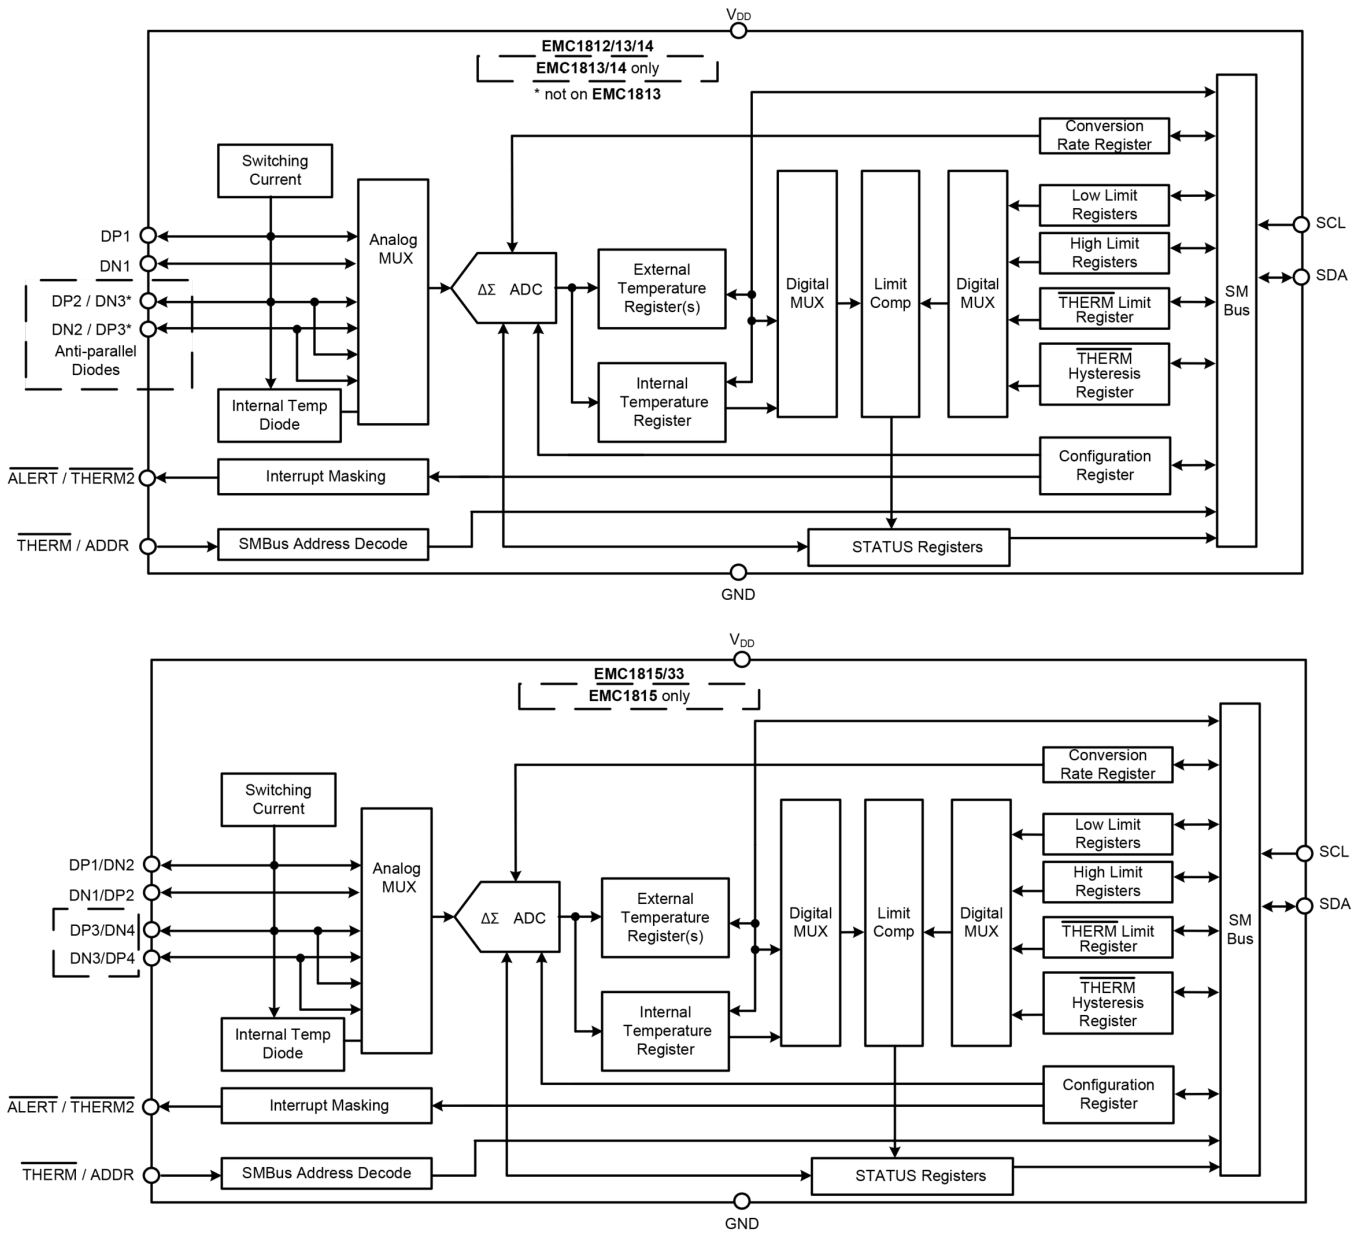 VDD
EMC1812/13/14
EMC1813/14 only
* not on EMC1813
Switching
Current
DP1
DN1
DP2 / DN3*
DN2 / DP3*
Anti-parallel
Diodes
Analog
MUX
Internal Temp
Diode
ΔΣ ADC
External
Temperature
Register(s)
Internal
Temperature
Register
Digital
MUX
Limit
Comp
Digital
MUX
Conversion
Rate Register
Low Limit
Registers
High Limit
Registers
THERM Limit
Register
THERM
Hysteresis
Register
Configuration
Register
SM
Bus
SCL
SDA
ALERT / THERM2
Interrupt Masking
THERM / ADDR
SMBus Address Decode
STATUS Registers
GND
VDD
EMC1815/33
EMC1815 only
Switching
Current
DP1/DN2
DN1/DP2
DP3/DN4
DN3/DP4
Analog
MUX
Internal Temp
Diode
ΔΣ ADC
External
Temperature
Register(s)
Internal
Temperature
Register
Digital
MUX
Limit
Comp
Digital
MUX
Conversion
Rate Register
Low Limit
Registers
High Limit
Registers
THERM Limit
Register
THERM
Hysteresis
Register
Configuration
Register
SM
Bus
SCL
SDA
ALERT / THERM2
Interrupt Masking
THERM / ADDR
SMBus Address Decode
STATUS Registers
GND